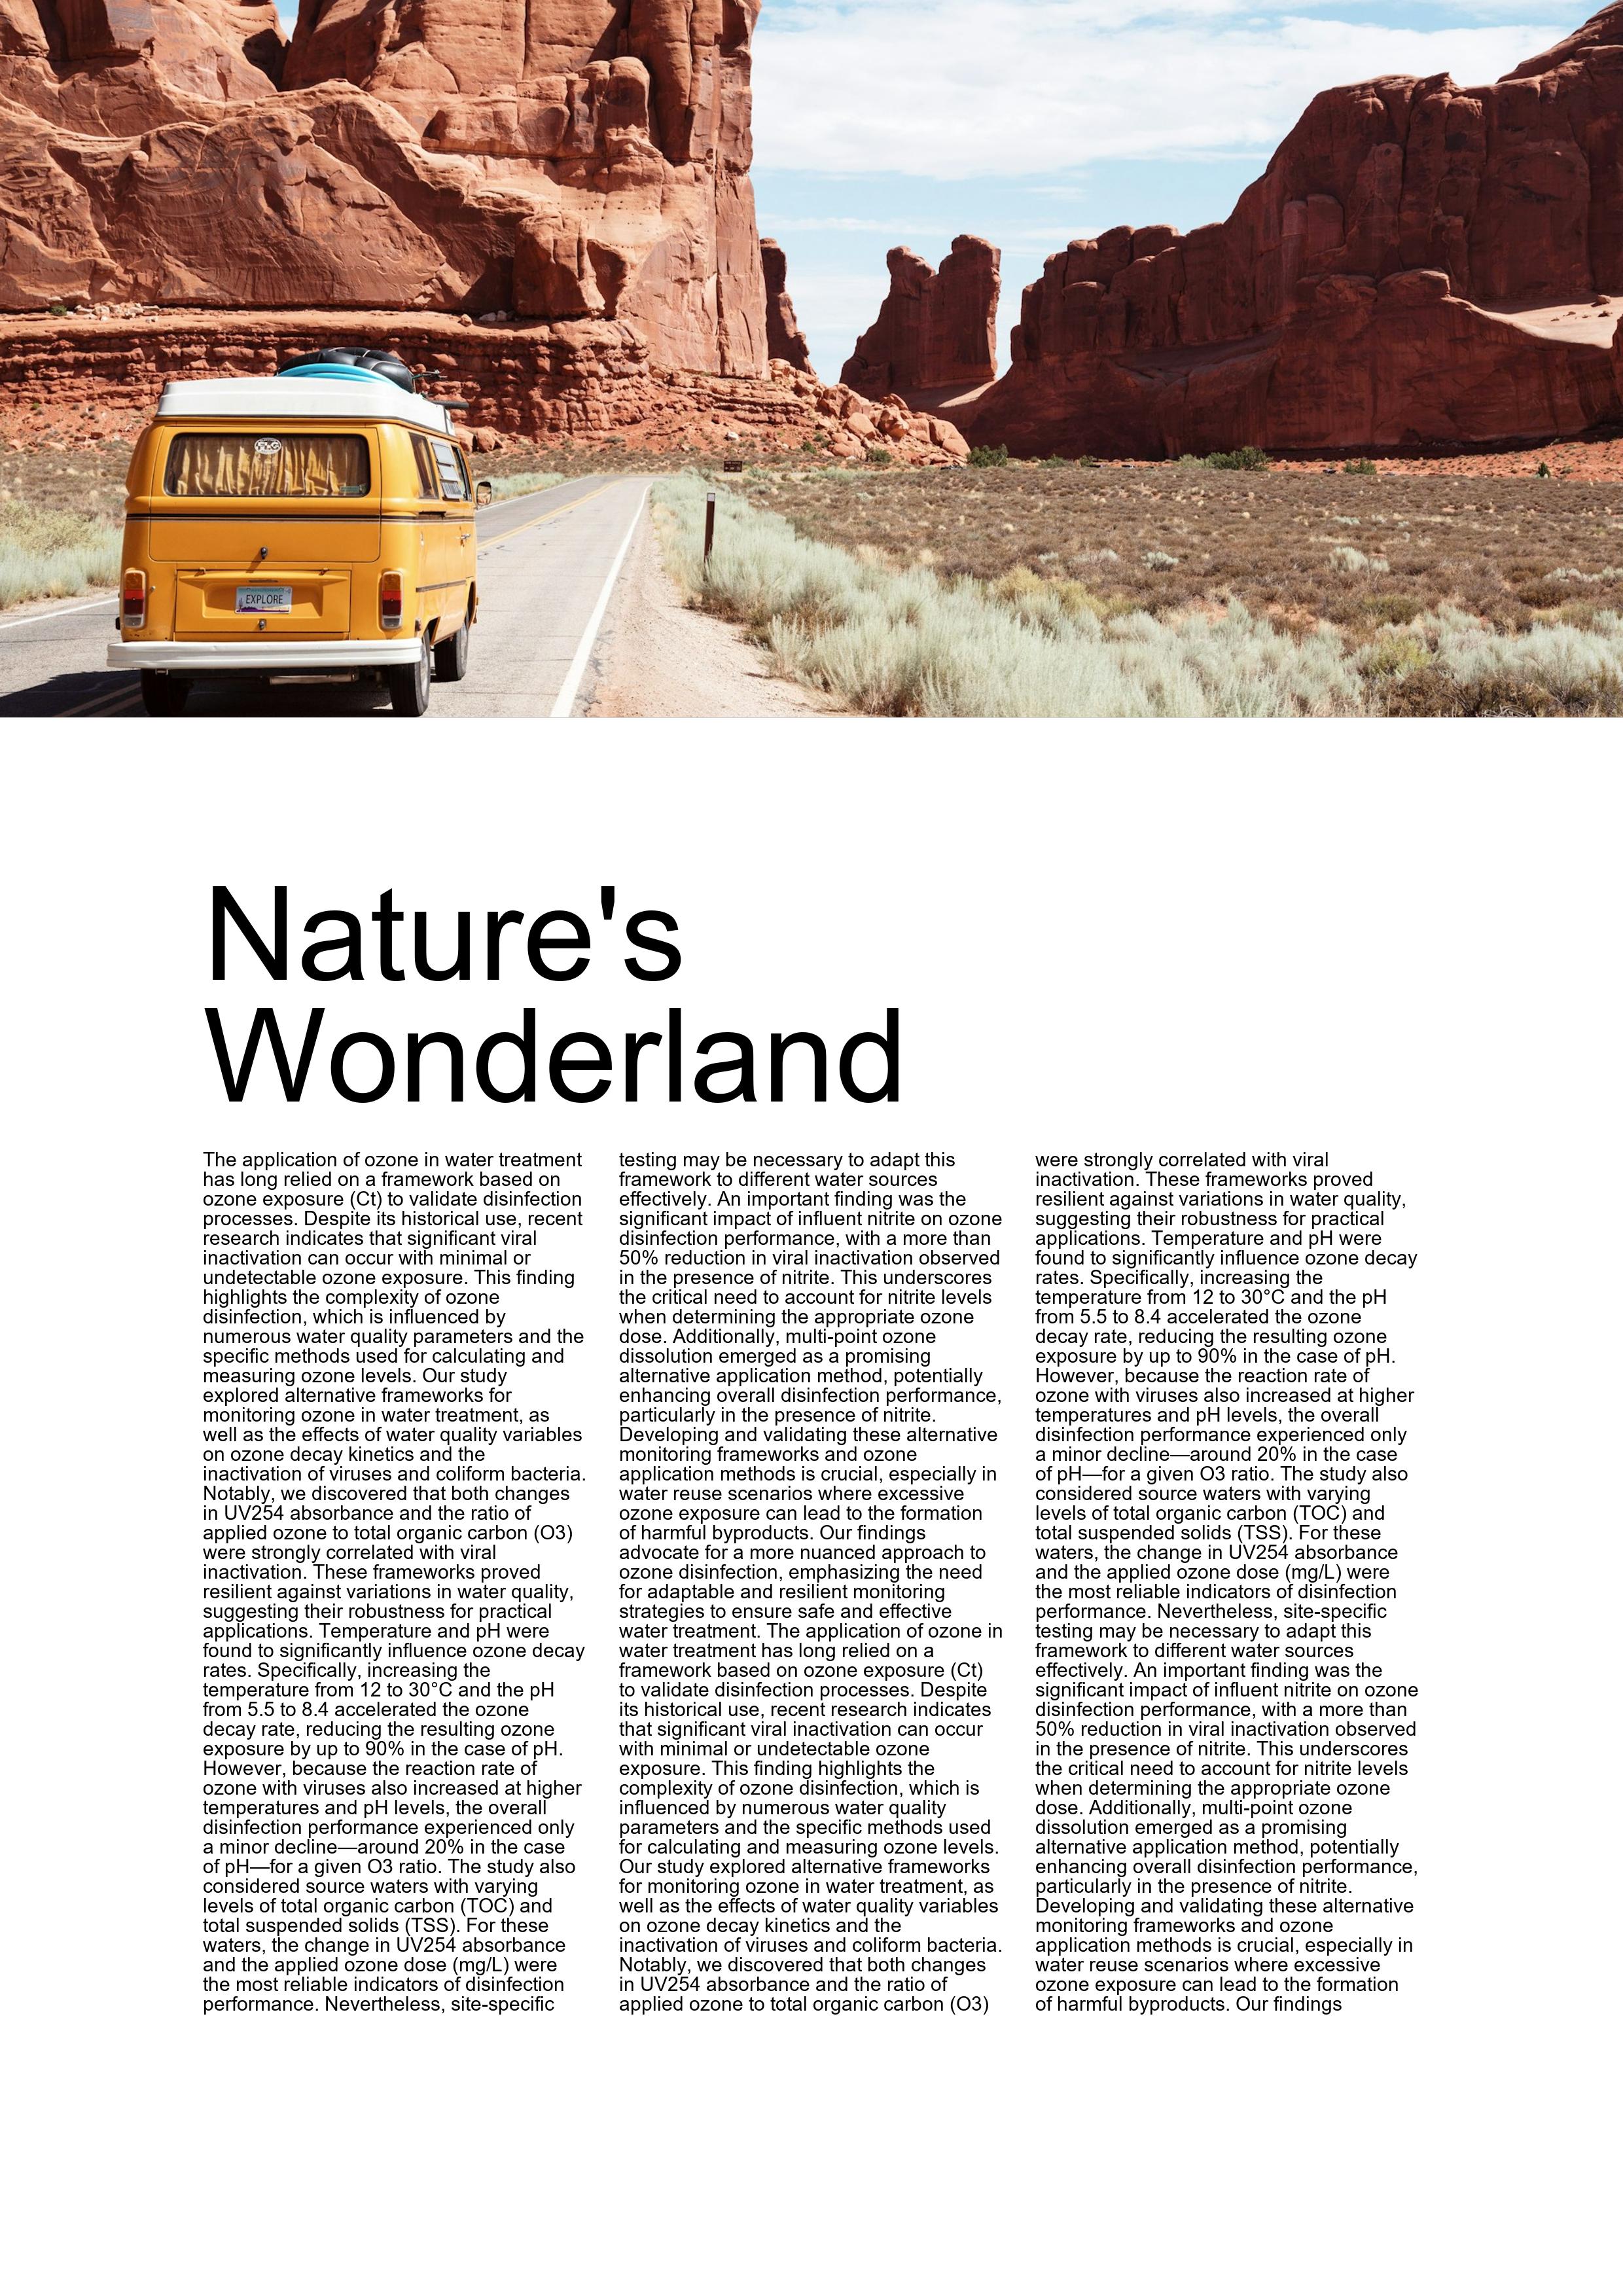 EXPLORE
Nature's
Wonderland
The application of ozone in water treatment
has long relied on a framework based on
ozone exposure (Ct) to validate disinfection
processes. Despite its historical use, recent
research indicates that significant viral
inactivation can occur with minimal or
undetectable ozone exposure. This finding
highlights the complexity of ozone
disinfection, which is influenced by
numerous water quality parameters and the
specific methods used for calculating and
measuring ozone levels. Our study
explored alternative frameworks for
monitoring ozone in water treatment, as
well as the effects of water quality variables
on ozone decay kinetics and the
inactivation of viruses and coliform bacteria.
Notably, we discovered that both changes
in UV254 absorbance and the ratio of
applied ozone to total organic carbon (O3)
were strongly correlated with viral
inactivation. These frameworks proved
resilient against variations in water quality,
suggesting their robustness for practical
applications. Temperature and pH were
found to significantly influence ozone decay
rates. Specifically, increasing the
temperature from 12 to 30°C and the pH
from 5.5 to 8.4 accelerated the ozone
decay rate, reducing the resulting ozone
exposure by up to 90% in the case of pH.
However, because the reaction rate of
ozone with viruses also increased at higher
temperatures and pH levels, the overall
disinfection performance experienced only
a minor decline—around 20% in the case
of pH—for a given O3 ratio. The study also
considered source waters with varying
levels of total organic carbon (TOC) and
total suspended solids (TSS). For these
waters, the change in UV254 absorbance
and the applied ozone dose (mg/L) were
the most reliable indicators of disinfection
performance. Nevertheless, site-specific
testing may be necessary to adapt this
framework to different water sources
effectively. An important finding was the
significant impact of influent nitrite on ozone
disinfection performance, with a more than
50% reduction in viral inactivation observed
in the presence of nitrite. This underscores
the critical need to account for nitrite levels
when determining the appropriate ozone
dose. Additionally, multi-point ozone
dissolution emerged as a promising
alternative application method, potentially
enhancing overall disinfection performance,
particularly in the presence of nitrite.
Developing and validating these alternative
monitoring frameworks and ozone
application methods is crucial, especially in
water reuse scenarios where excessive
ozone exposure can lead to the formation
of harmful byproducts. Our findings
advocate for a more nuanced approach to
ozone disinfection, emphasizing the need
for adaptable and resilient monitoring
strategies to ensure safe and effective
water treatment. The application of ozone in
water treatment has long relied on a
framework based on ozone exposure (Ct)
to validate disinfection processes. Despite
its historical use, recent research indicates
that significant viral inactivation can occur
with minimal or undetectable ozone
exposure. This finding highlights the
complexity of ozone disinfection, which is
influenced by numerous water quality
parameters and the specific methods used
for calculating and measuring ozone levels.
Our study explored alternative frameworks
for monitoring ozone in water treatment, as
well as the effects of water quality variables
on ozone decay kinetics and the
inactivation of viruses and coliform bacteria.
Notably, we discovered that both changes
in UV254 absorbance and the ratio of
applied ozone to total organic carbon (O3)
were strongly correlated with viral
inactivation. These frameworks proved
resilient against variations in water quality,
suggesting their robustness for practical
applications. Temperature and pH were
found to significantly influence ozone decay
rates. Specifically, increasing the
temperature from 12 to 30°C and the pH
from 5.5 to 8.4 accelerated the ozone
decay rate, reducing the resulting ozone
exposure by up to 90% in the case of pH.
However, because the reaction rate of
ozone with viruses also increased at higher
temperatures and pH levels, the overall
disinfection performance experienced only
a minor decline—around 20% in the case
of pH—for a given O3 ratio. The study also
considered source waters with varying
levels of total organic carbon (TOC) and
total suspended solids (TSS). For these
waters, the change in UV254 absorbance
and the applied ozone dose (mg/L) were
the most reliable indicators of disinfection
performance. Nevertheless, site-specific
testing may be necessary to adapt this
framework to different water sources
effectively. An important finding was the
significant impact of influent nitrite on ozone
disinfection performance, with a more than
50% reduction in viral inactivation observed
in the presence of nitrite. This underscores
the critical need to account for nitrite levels
when determining the appropriate ozone
dose. Additionally, multi-point ozone
dissolution emerged as a promising
alternative application method, potentially
enhancing overall disinfection performance,
particularly in the presence of nitrite.
Developing and validating these alternative
monitoring frameworks and ozone
application methods is crucial, especially in
water reuse scenarios where excessive
ozone exposure can lead to the formation
of harmful byproducts. Our findings